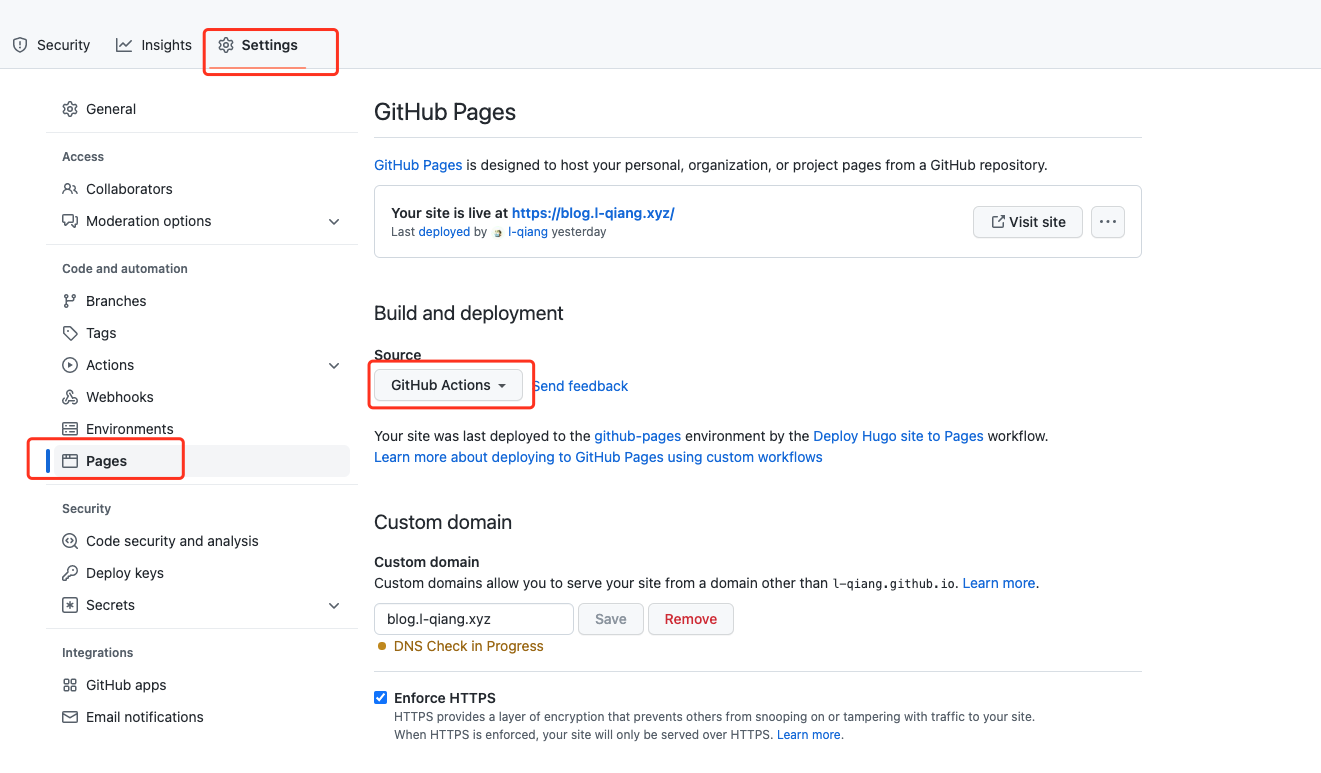 Security
Insights
Settings
General
Access
Collaborators
Moderation options
Code and automation
Branches
Tags
Actions
Webhooks
Environments
Pages
Security
Code security and analysis
Deploy keys
Secrets
Integrations
GitHub apps
Email notifications
GitHub Pages
GitHub Pages is designed to host your personal, organization, or project pages from a GitHub repository.
Your site is live at https://blog.l-qiang.xyz/
Last deployed by l-qiang yesterday
Visit site
Build and deployment
Source
GitHub Actions
Send feedback
Your site was last deployed to the github-pages environment by the Deploy Hugo site to Pages workflow.
Learn more about deploying to GitHub Pages using custom workflows
Custom domain
Custom domain
Custom domains allow you to serve your site from a domain other than l-qiang.github.io. Learn more.
blog.l-qiang.xyz
Save
Remove
DNS Check in Progress
Enforce HTTPS
HTTPS provides a layer of encryption that prevents others from snooping on or tampering with traffic to your site.
When HTTPS is enforced, your site will only be served over HTTPS. Learn more.